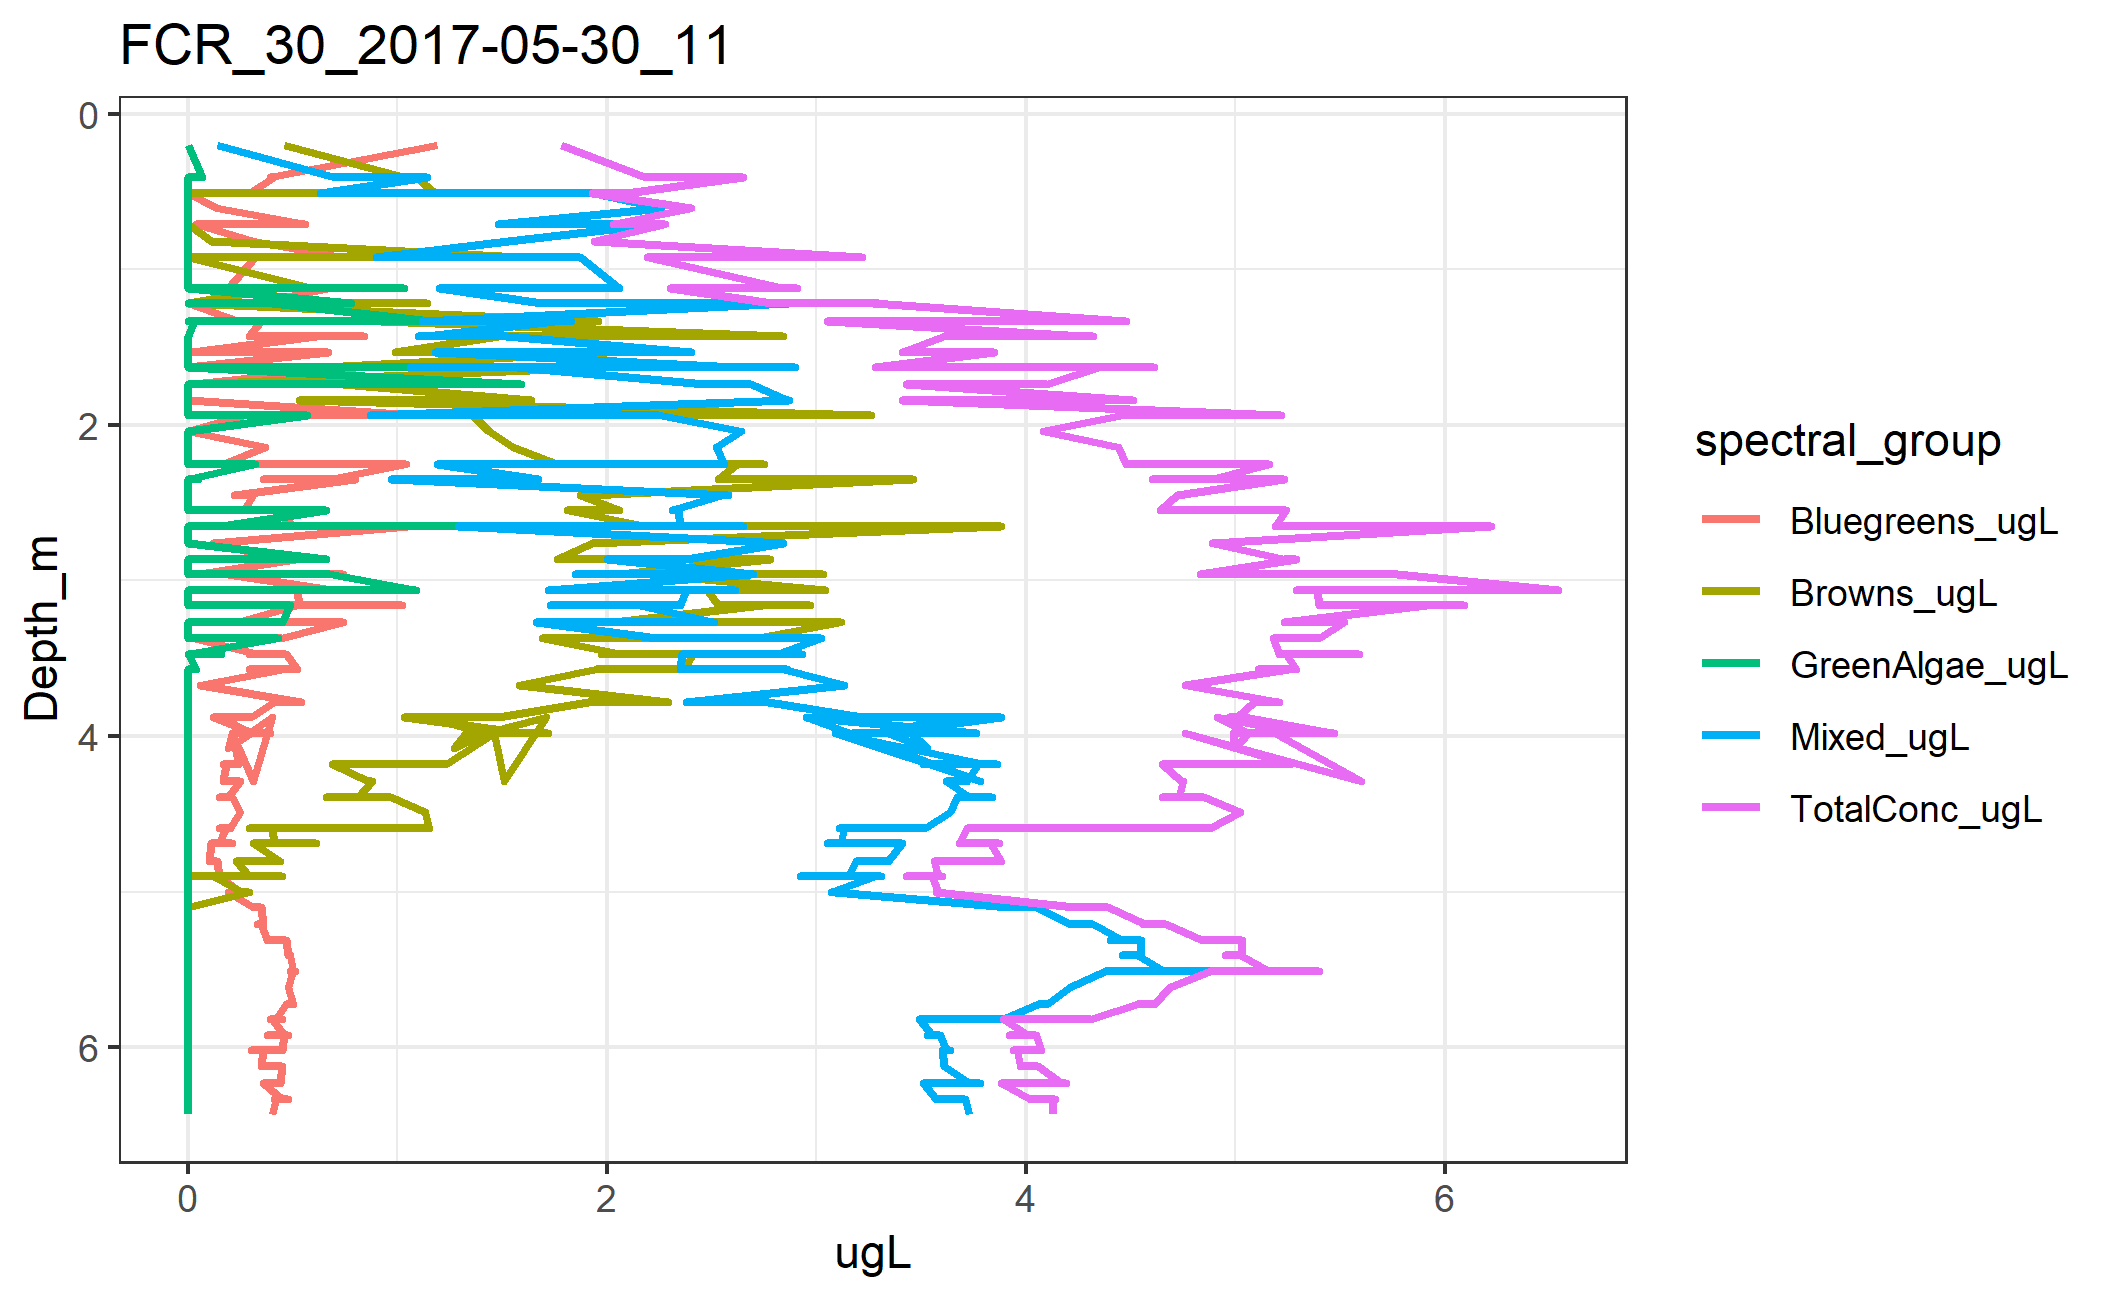 FCR_30_2017-05-30_11
0
2
4
6
Depth_m
0 2 4 6
ugL
spectral_group
Bluegreens_ugL
Browns_ugL
GreenAlgae_ugL
Mixed_ugL
TotalConc_ugL